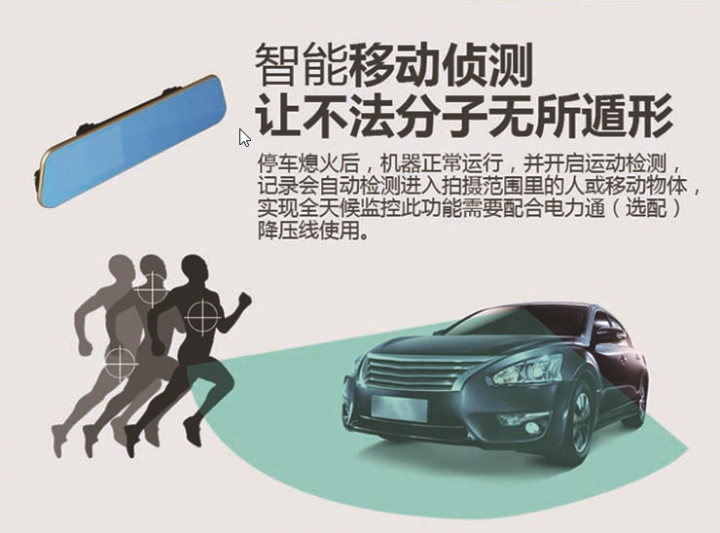 智能移动侦测
让不法分子无所遁形
停车熄火后，机器正常运行，并开启运动检测，
记录会自动检测进入拍摄范围里的人或移动物体，
实现全天候监控此功能需要配合电力通（选配）
降压线使用。